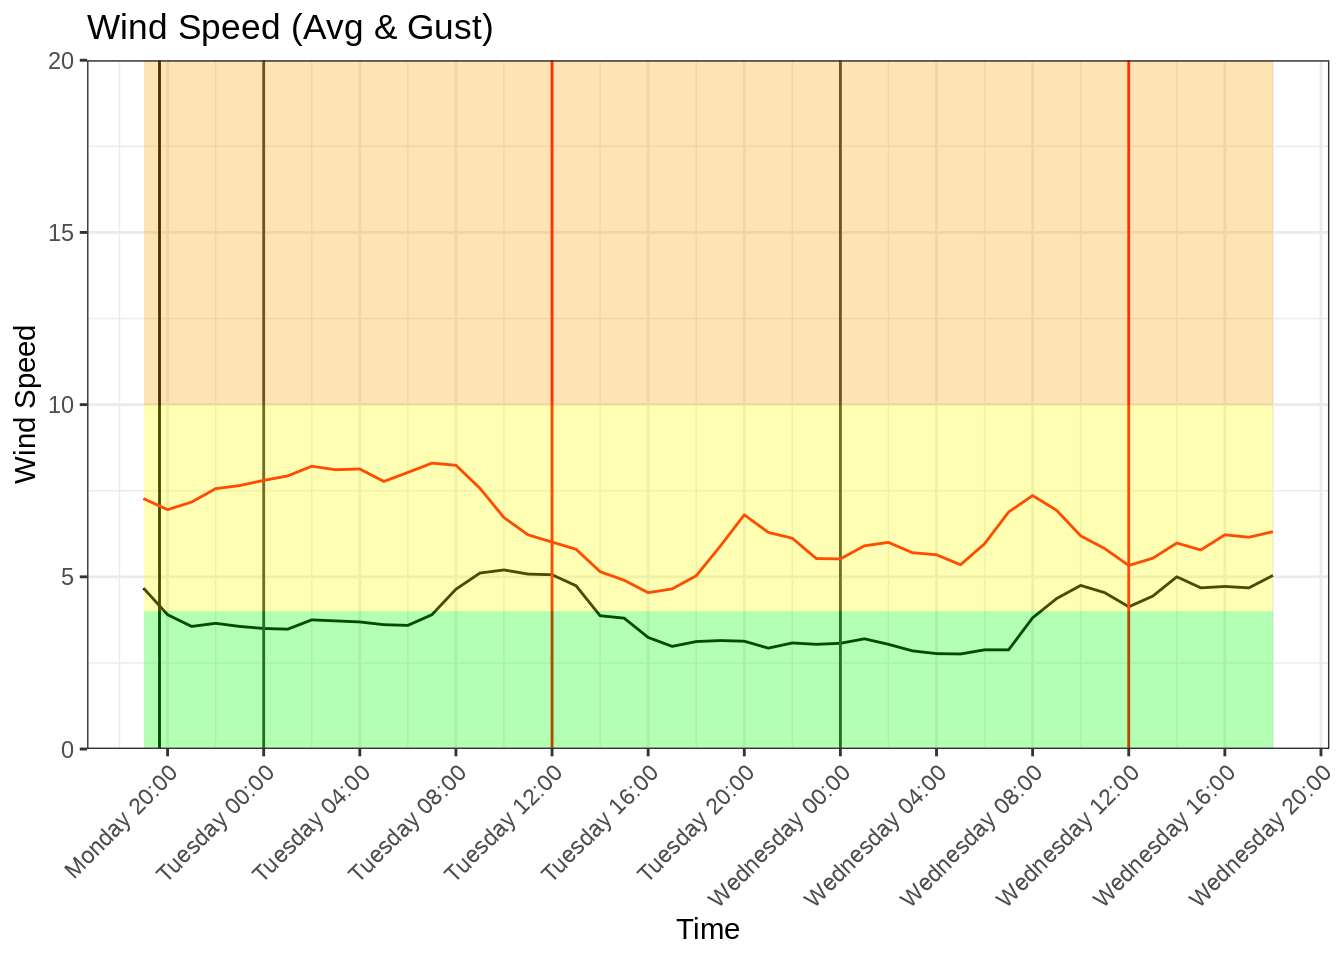 Wind Speed (Avg & Gust)
Wind Speed
20
15
10
5
0
Monday 20:00
Tuesday 00:00
Tuesday 04:00
Tuesday 08:00
Tuesday 12:00
Tuesday 16:00
Tuesday 20:00
Wednesday 00:00
Wednesday 04:00
Wednesday 08:00
Wednesday 12:00
Wednesday 16:00
Wednesday 20:00
Time